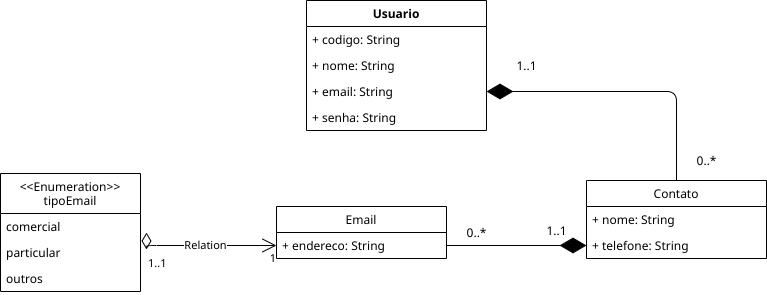 Usuario
+ codigo: String
+ nome: String
+ email: String
+ senha: String
1..1
0..*
<<Enumeration>>
tipoEmail
comercial
particular
outros
1..1
Relation
1
Email
+ endereco: String
0..*
1..1
Contato
+ nome: String
+ telefone: String